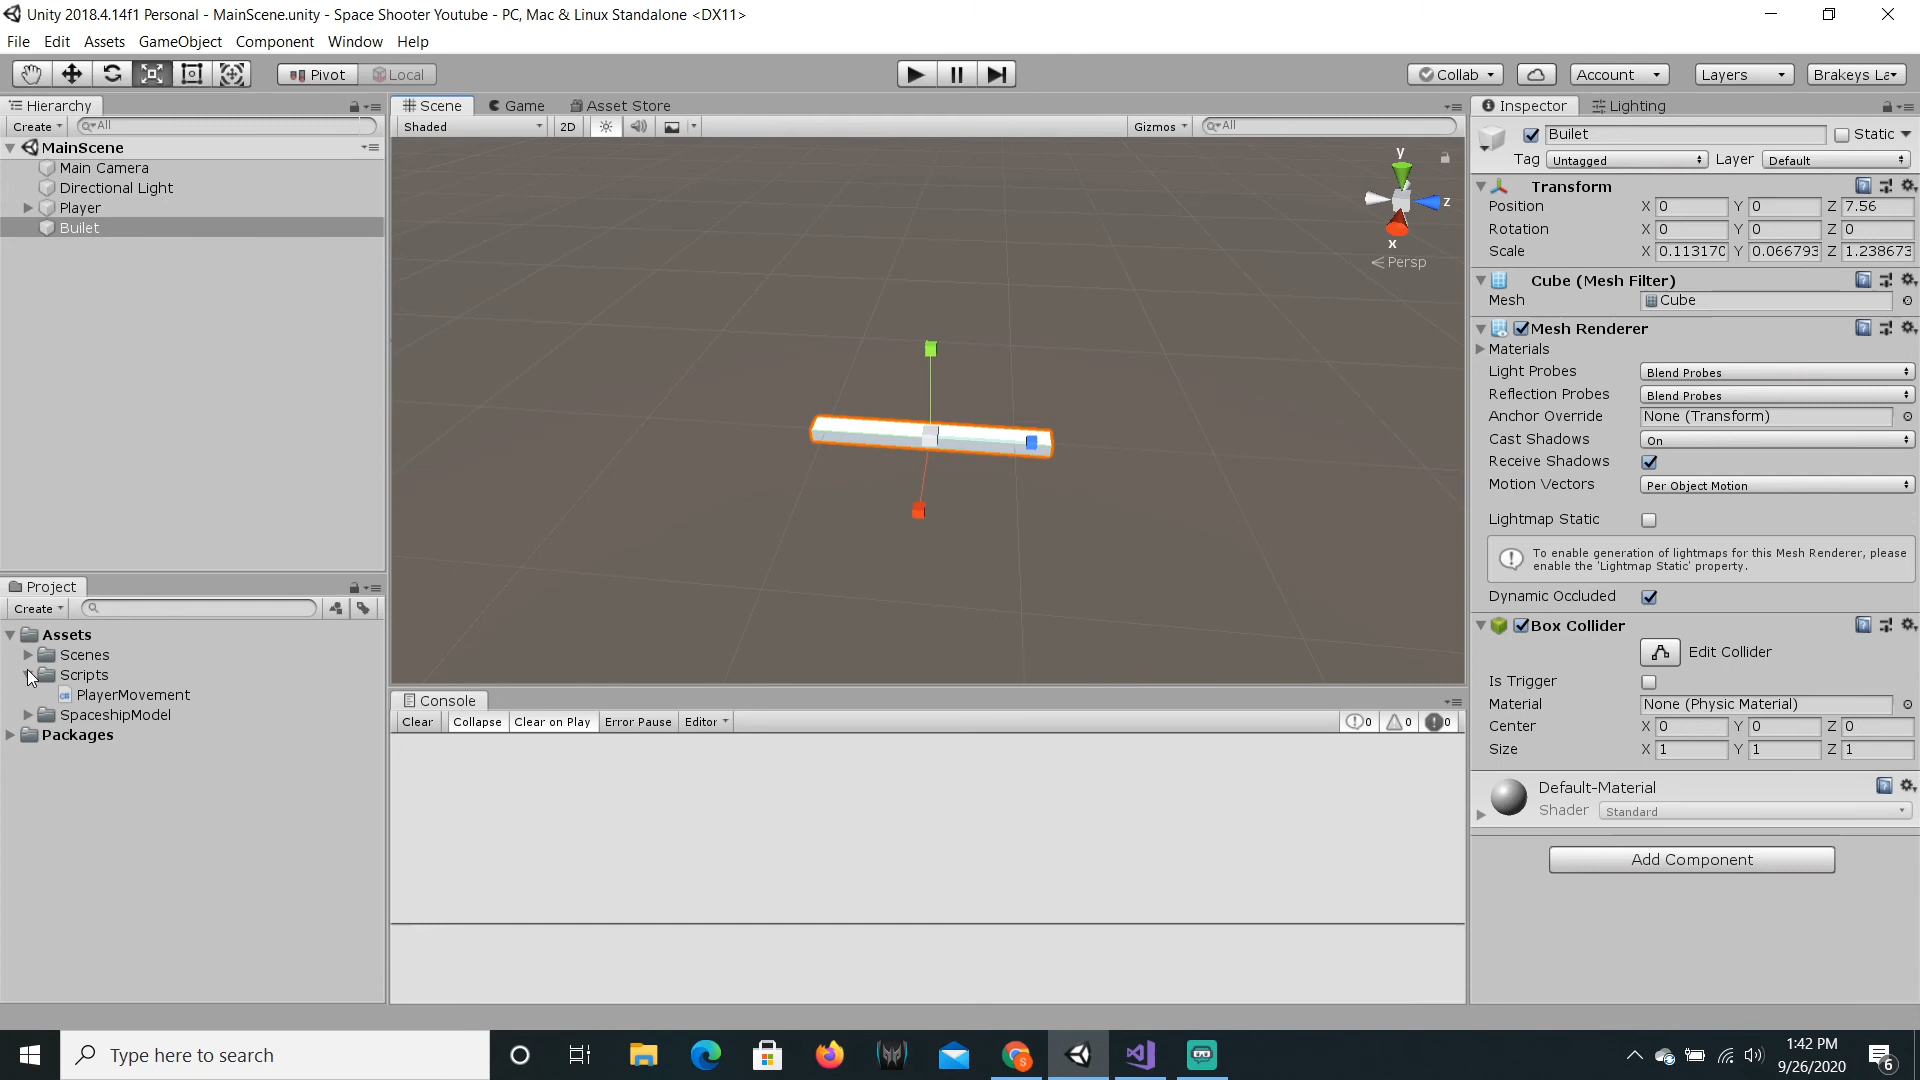 Unity 2018.4.14f1 Personal - MainScene.unity - Space Shooter Youtube - PC, Mac & Linux Standalone <DX11>
File Edit Assets GameObject Component Window Help
Pivot Local Collab Account Layers Brakeys La
Hierarchy
Create All
MainScene
Main Camera
Directional Light
Player
Builet
Scene Game Asset Store
Shaded 2D Gizmos All
y
z
x
Persp
Inspector Lighting
Builet Static
Tag Untagged Layer Default
Transform
Position X 0 Y 0 Z 7.56
Rotation X 0 Y 0 Z 0
Scale X 0.113170 Y 0.066793 Z 1.238673
Cube (Mesh Filter)
Mesh Cube
Mesh Renderer
Materials
Light Probes Blend Probes
Reflection Probes Blend Probes
Anchor Override None (Transform)
Cast Shadows On
Receive Shadows
Motion Vectors Per Object Motion
Lightmap Static
To enable generation of lightmaps for this Mesh Renderer, please
enable the 'Lightmap Static' property.
Dynamic Occluded
Box Collider
Edit Collider
Is Trigger
Material None (Physic Material)
Center X 0 Y 0 Z 0
Size X 1 Y 1 Z 1
Default-Material
Shader Standard
Add Component
Project
Create
Assets
Scenes
Scripts
PlayerMovement
SpaceshipModel
Packages
Console
Clear Collapse Clear on Play Error Pause Editor 0 0 0
Type here to search
1:42 PM
9/26/2020
6